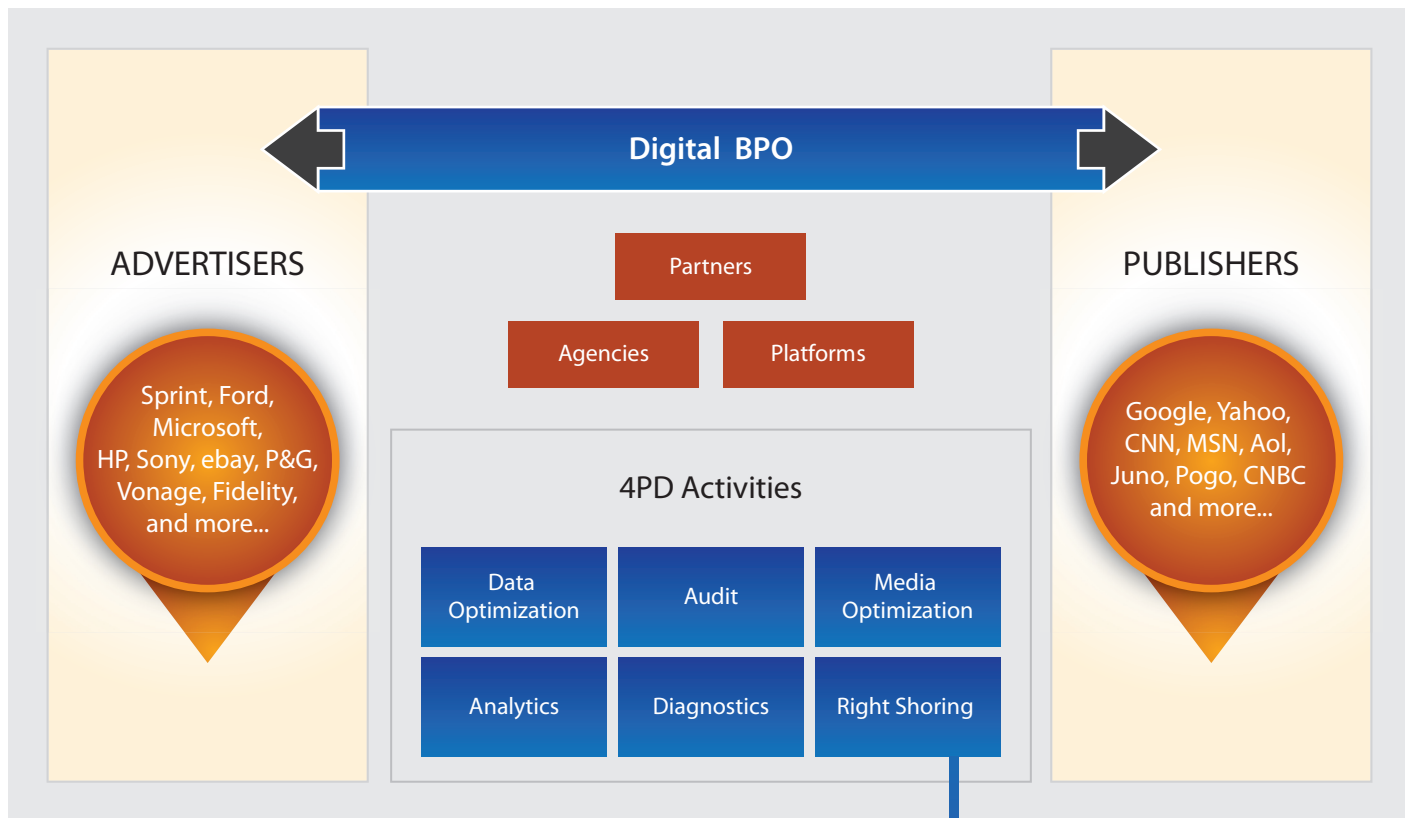 Digital BPO
ADVERTISERS
Sprint, Ford,
Microsoft,
HP, Sony, ebay, P&G,
Vonage, Fidelity,
and more...
Partners
Agencies
Platforms
4PD Activities
Data
Optimization
Audit
Media
Optimization
Analytics
Diagnostics
Right Shoring
PUBLISHERS
Google, Yahoo,
CNN, MSN, Aol,
Juno, Pogo, CNBC
and more...